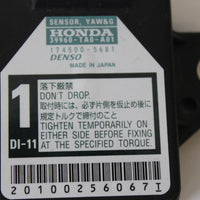 SENSOR, YAW&G
HONDA
39960-TA0-A01
174500-5681
DENSO
MADE IN JAPAN
1
DI-11
落下厳禁
DON'T DROP.
取付時には、必ず片側を仮止め後に
規定トルクで締付のこと
TIGHTEN TEMPORARILY ON
EITHER SIDE BEFORE FIXING
AT THE SPECIFIED TORQUE.
20100256067I